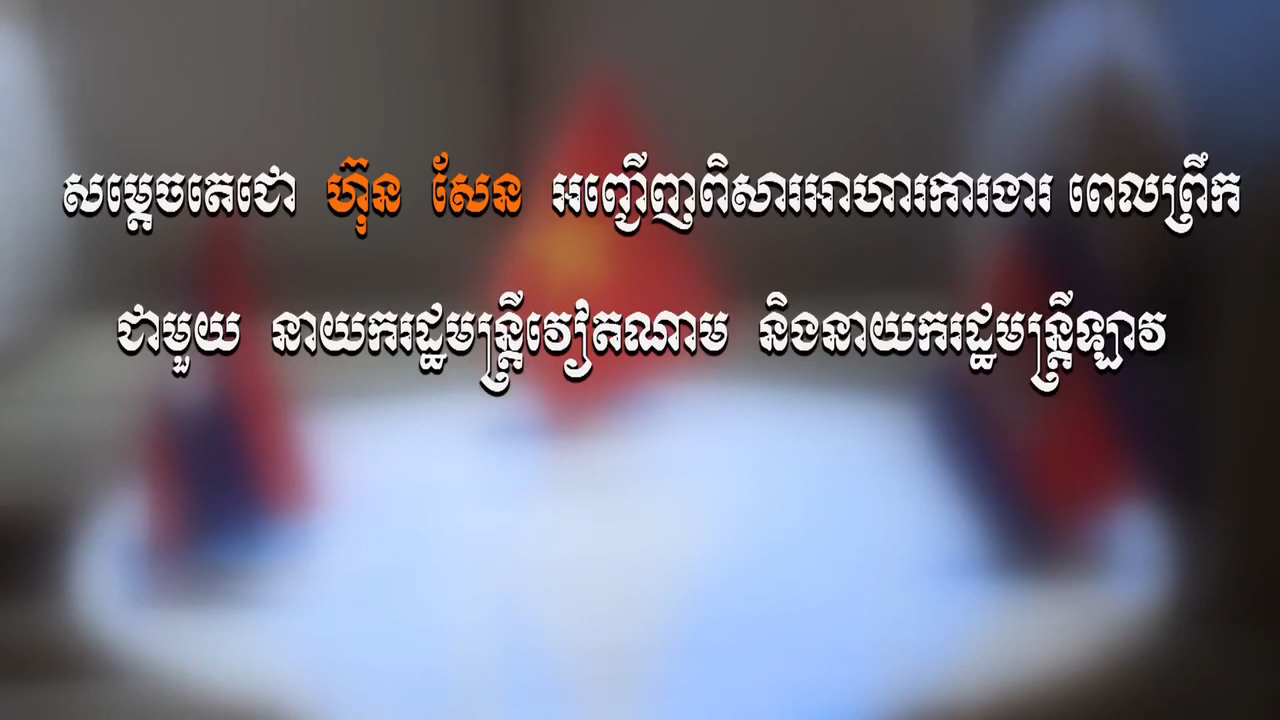 សម្តេចតេជោ ហ៊ុន សែន អញ្ជើញពិសារអាហារការងារ ពេលព្រឹក
ជាមួយ នាយករដ្ឋមន្ត្រីវៀតណាម និងនាយករដ្ឋមន្ត្រីឡាវ